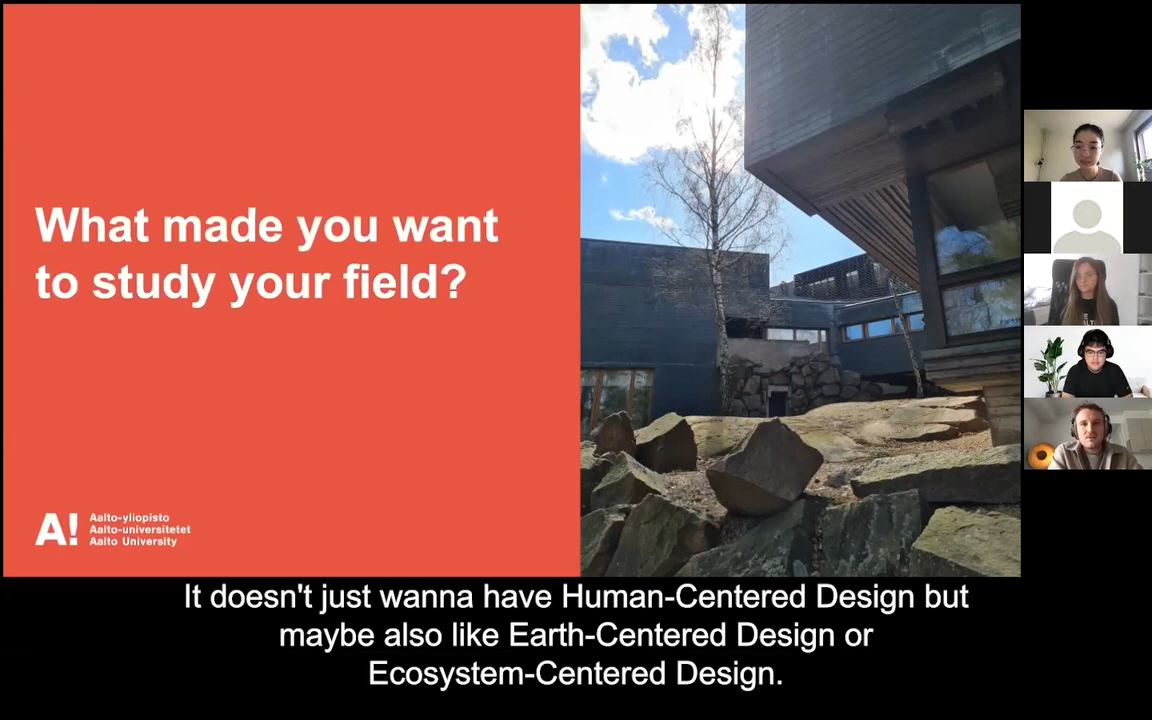 What made you want
to study your field?
A!
Aalto-yliopisto
Aalto-universitetet
Aalto University
It doesn't just wanna have Human-Centered Design but
maybe also like Earth-Centered Design or
Ecosystem-Centered Design.